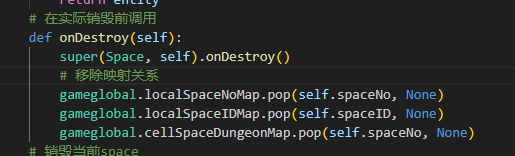 return entity
# 在实际销毁前调用
def onDestroy(self):
super(Space, self).onDestroy()
# 移除映射关系
gameglobal.localSpaceNoMap.pop(self.spaceNo, None)
gameglobal.localSpaceIDMap.pop(self.spaceID, None)
gameglobal.cellSpaceDungeonMap.pop(self.spaceNo, None)
# 销毁当前space